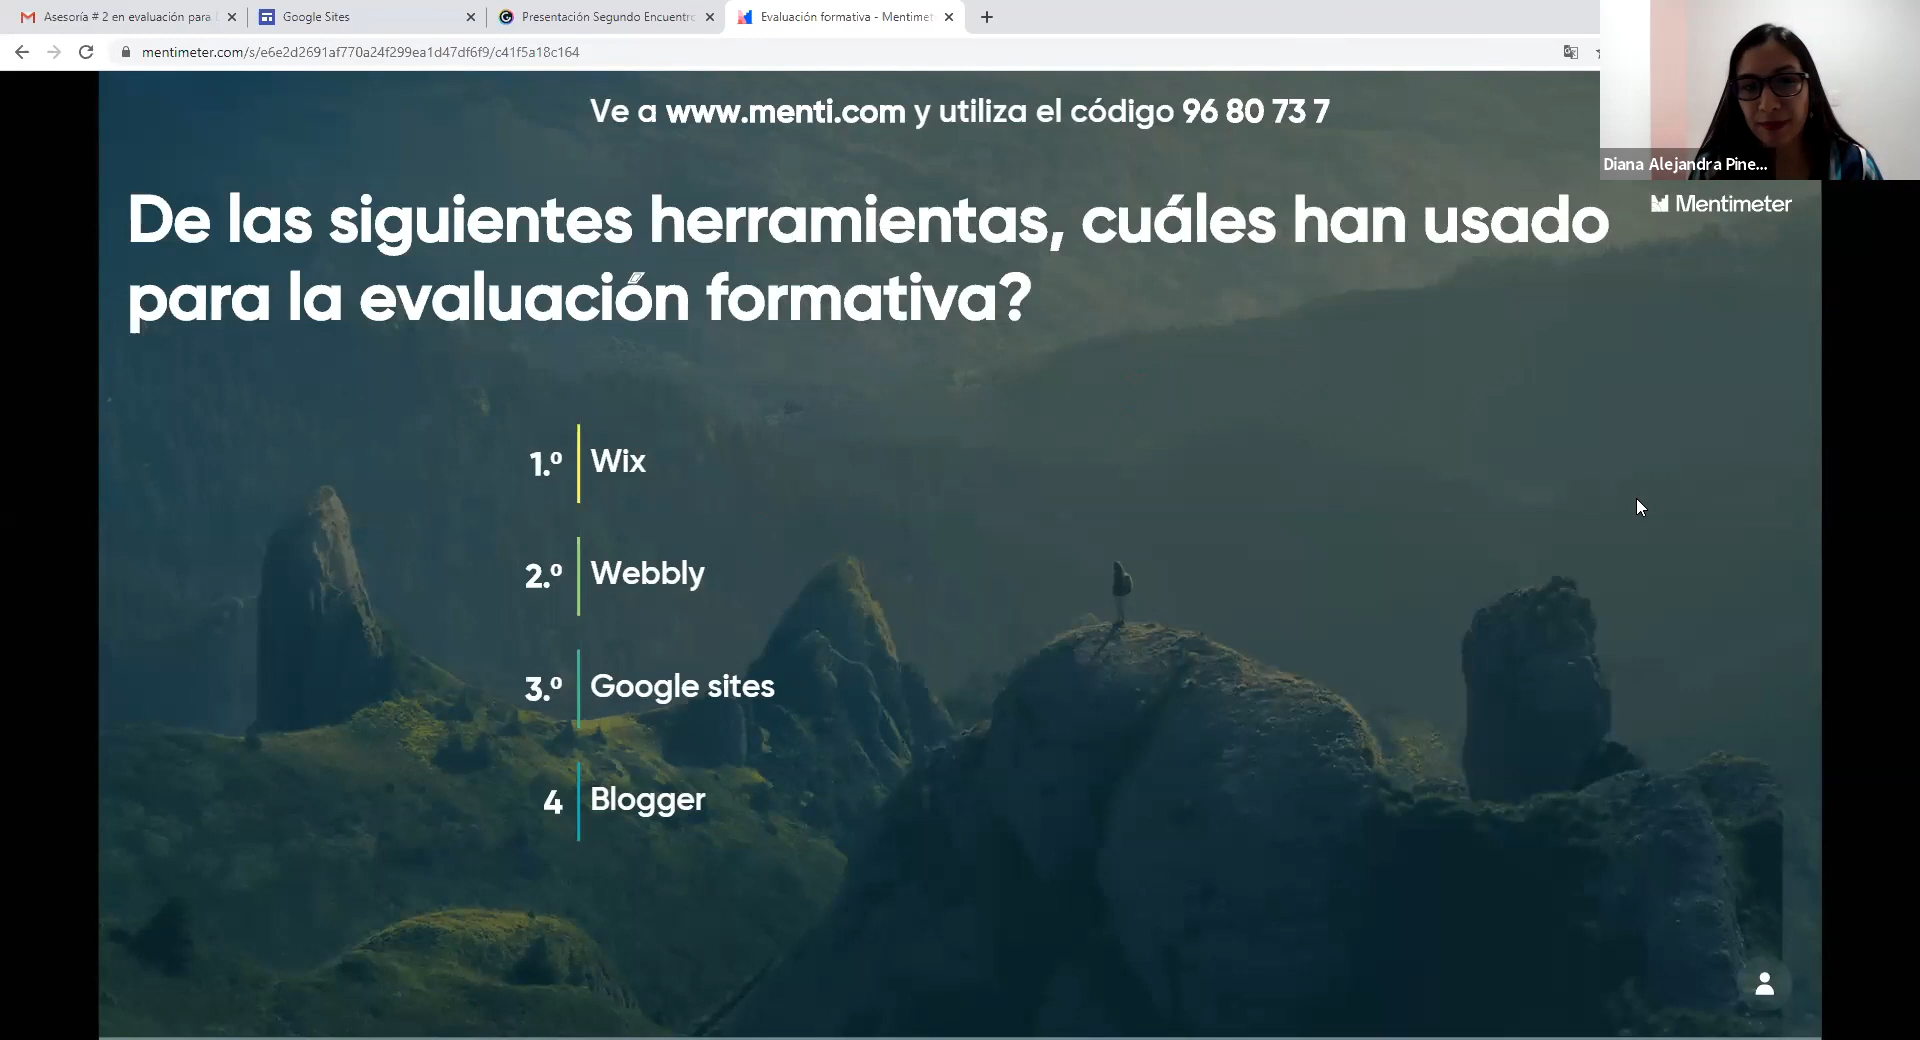 Asesoría # 2 en evaluación para
Google Sites
Presentación Segundo Encuentro
Evaluación formativa - Mentimet
mentimeter.com/s/e6e2d2691af770a24f299ea1d47df6f9/c41f5a18c164
Ve a www.menti.com y utiliza el código 96 80 73 7
Diana Alejandra Pine...
Mentimeter
De las siguientes herramientas, cuáles han usado
para la evaluación formativa?
1.º Wix
2.º Webbly
3.º Google sites
4 Blogger